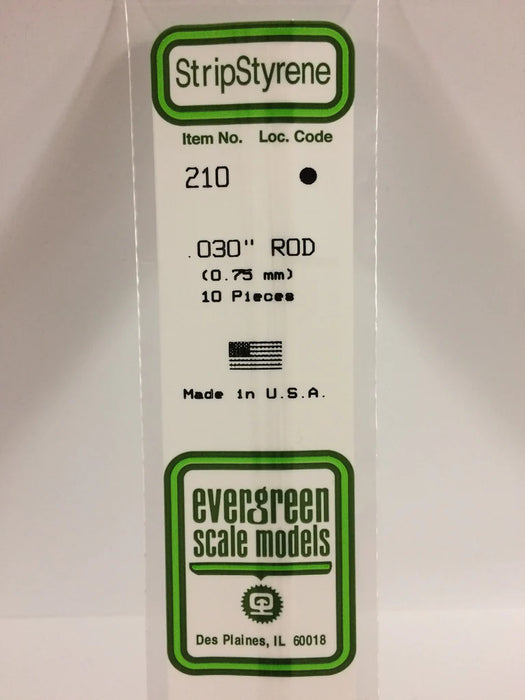 StripStyrene
Item No. Loc. Code
210
.030" ROD
(0.75 mm)
10 Pieces
Made in U.S.A.
evergreen
scale models
Des Plaines, IL 60018